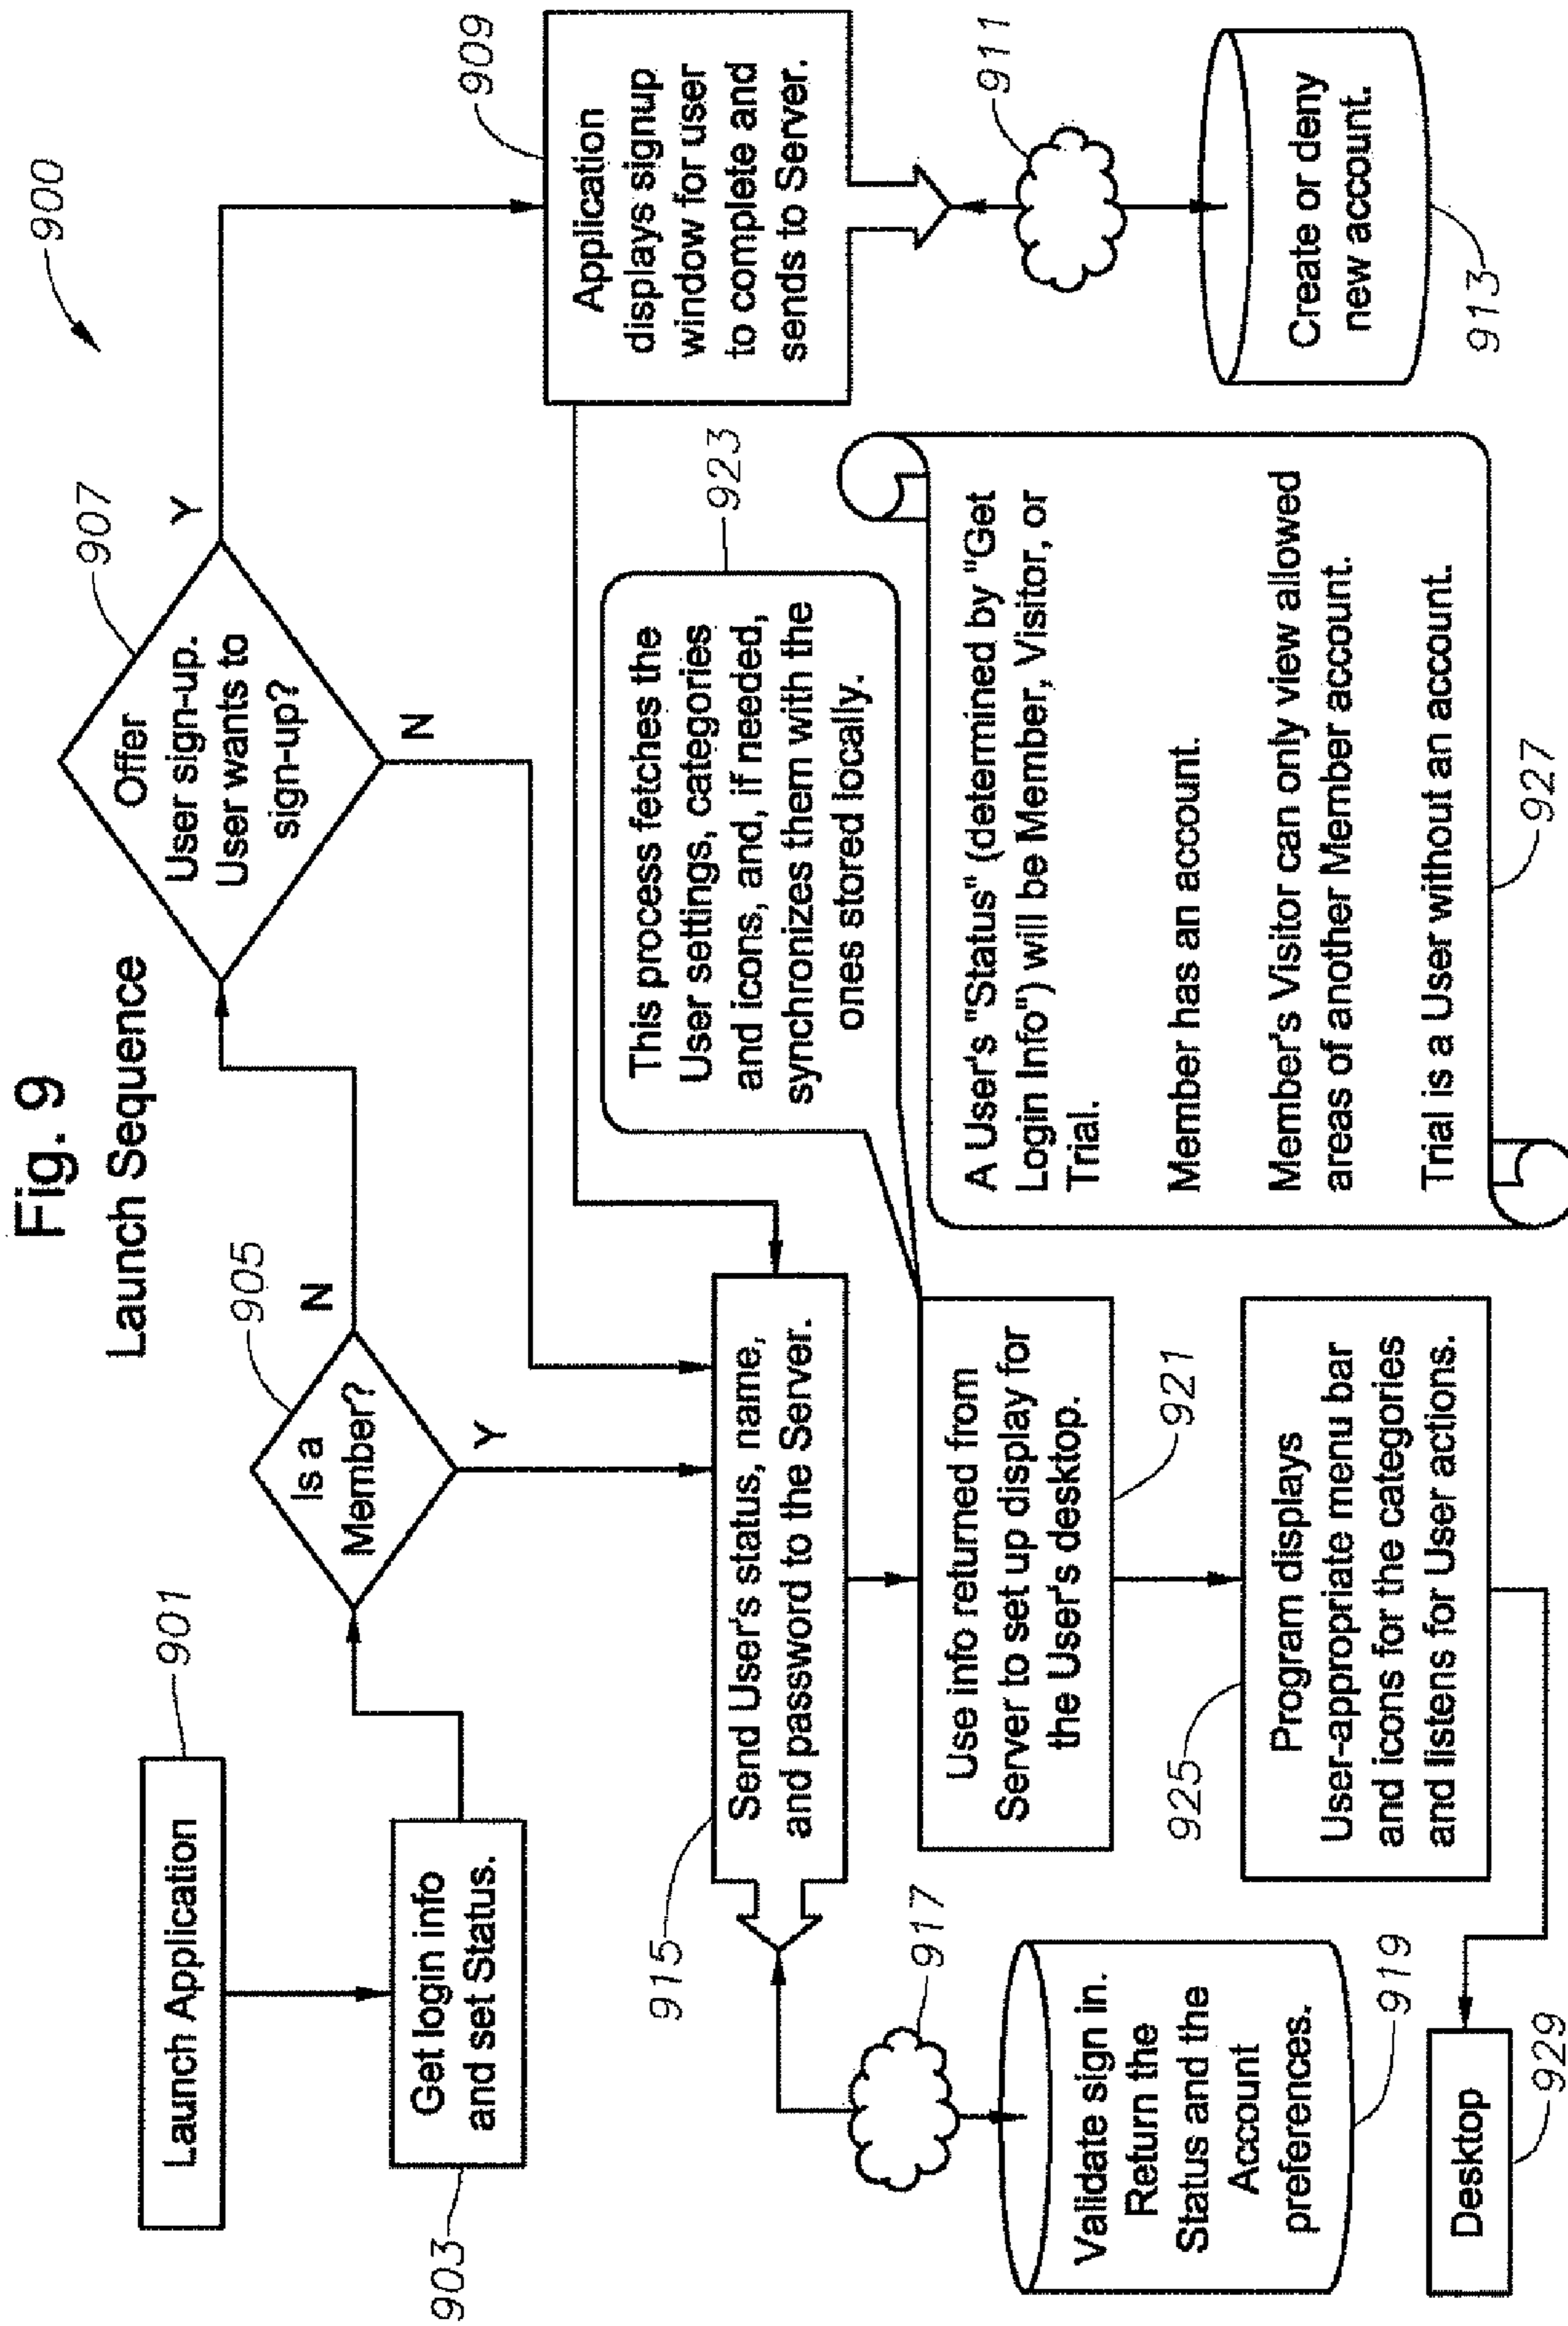 Fig. 9
Launch Sequence
900
Launch Application
901
Get login info
and set Status.
903
Is a
Member?
905
N
Y
Offer
User sign-up.
User wants to
sign-up?
907
Y
N
Application
displays signup
window for user
to complete and
sends to Server.
909
911
Create or deny
new account.
913
Send User's status, name,
and password to the Server.
915
917
Validate sign in.
Return the
Status and the
Account
preferences.
919
Use info returned from
Server to set up display for
the User's desktop.
921
This process fetches the
User settings, categories
and icons, and, if needed,
synchronizes them with the
ones stored locally.
923
Program displays
User-appropriate menu bar
and icons for the categories
and listens for User actions.
925
A User's "Status" (determined by "Get
Login Info") will be Member, Visitor, or
Trial.
Member has an account.
Member's Visitor can only view allowed
areas of another Member account.
Trial is a User without an account.
927
Desktop
929